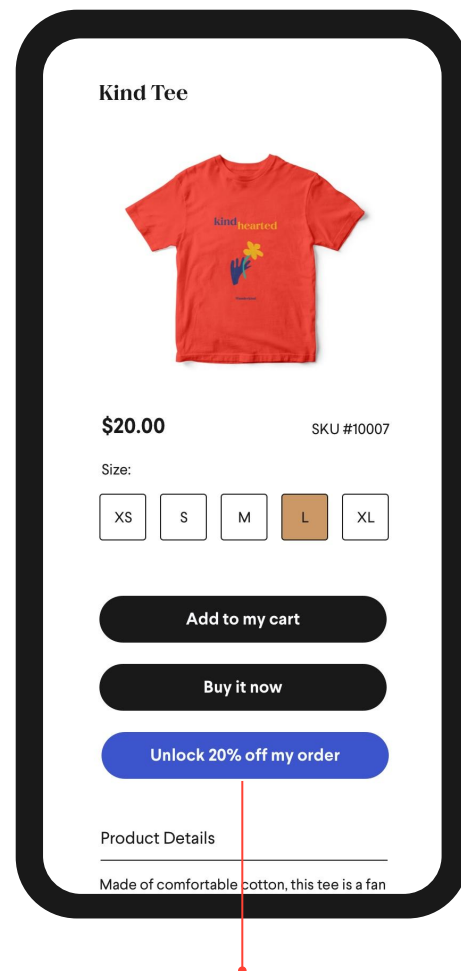 Kind Tee
kind hearted
$20.00
SKU #10007
Size:
XS S M L XL
Add to my cart
Buy it now
Unlock 20% off my order
Product Details
Made of comfortable cotton, this tee is a fan